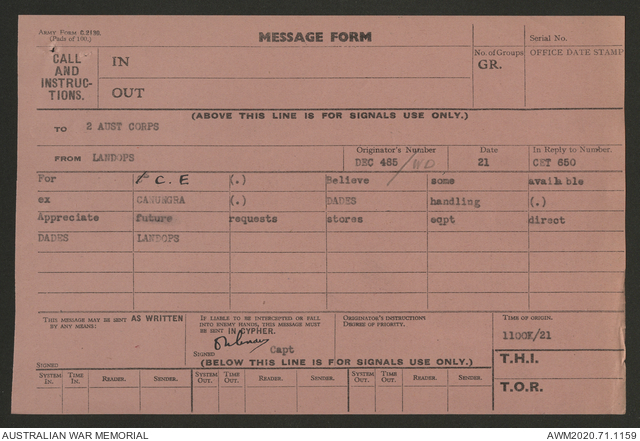 Army Form C.2136.
(Pads of 100.)
MESSAGE FORM
Serial No.
CALL AND INSTRUC-TIONS.
IN
OUT
No. of Groups
GR.
OFFICE DATE STAMP
(ABOVE THIS LINE IS FOR SIGNALS USE ONLY.)
TO 2 AUST CORPS
FROM LANDOPS
Originator's Number
DEC 485/WD
Date
21
In Reply to Number.
CET 650
For C.E (.) Believe some available
ex CANUNGRA (.) DADES handling (.)
Appreciate future requests stores eqpt direct
DADES LANDOPS
THIS MESSAGE MAY BE SENT AS WRITTEN BY ANY MEANS:
IF LIABLE TO BE INTERCEPTED OR FALL INTO ENEMY HANDS, THIS MESSAGE MUST BE SENT IN CYPHER.
ORIGINATOR'S INSTRUCTIONS
DEGREE OF PRIORITY.
TIME OF ORIGIN.
1100K/21
SIGNED
SIGNED Capt
T.H.I.
T.O.R.
(BELOW THIS LINE IS FOR SIGNALS USE ONLY.)
SYSTEM IN. TIME IN. READER. SENDER. SYSTEM OUT. TIME OUT. READER. SENDER. SYSTEM OUT. TIME OUT. READER. SENDER.
AUSTRALIAN WAR MEMORIAL
AWM2020.71.1159